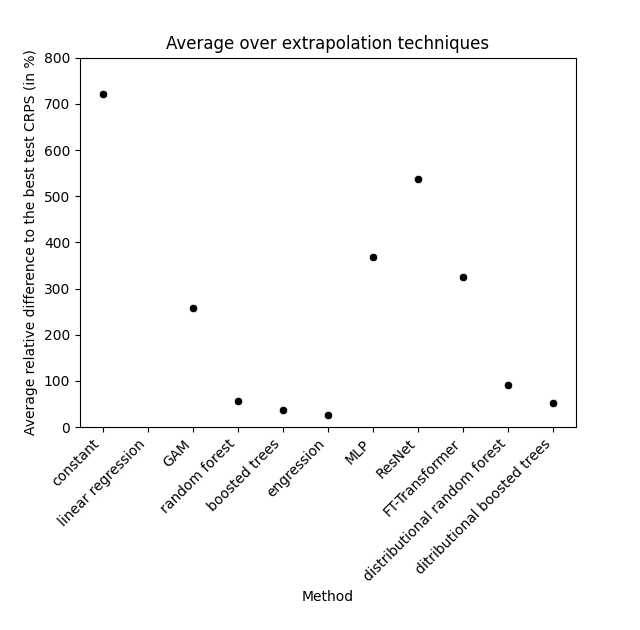 Average over extrapolation techniques
Average relative difference to the best test CRPS (in %)
800
700
600
500
400
300
200
100
0
constant
linear regression
GAM
random forest
boosted trees
engression
MLP
ResNet
FT-Transformer
distributional random forest
ditributional boosted trees
Method